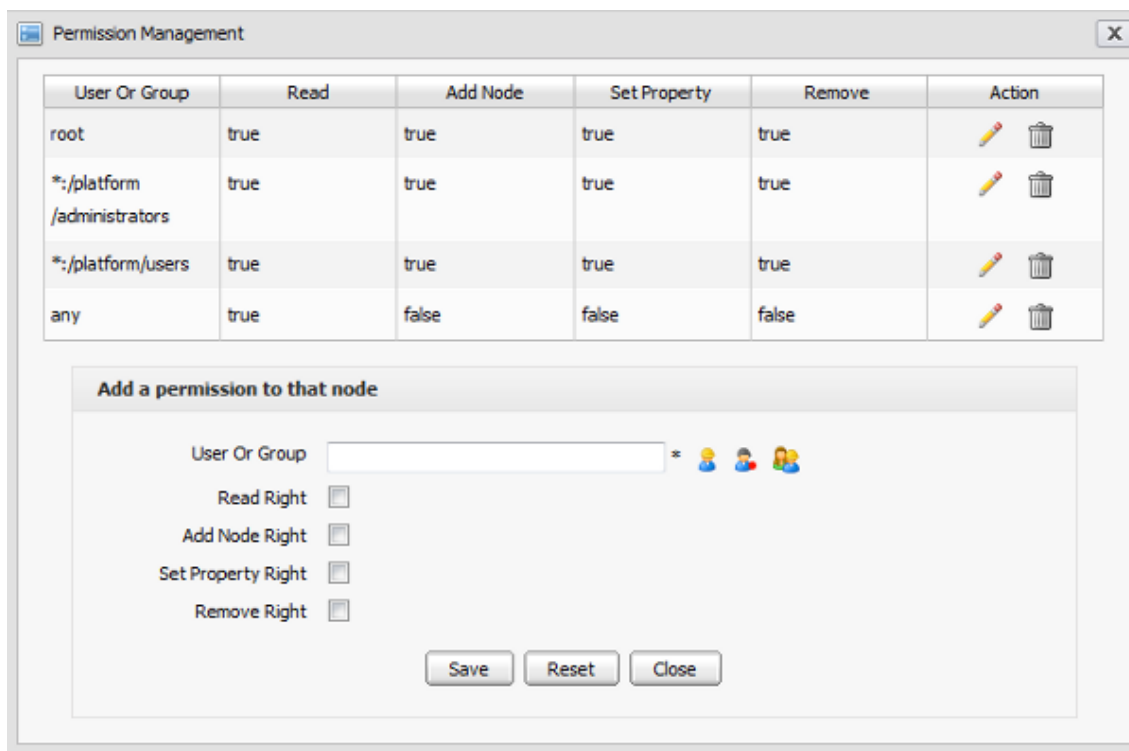 Permission Management
User Or Group Read Add Node Set Property Remove Action
root true true true true
*:/platform true true true true
/administrators
*:/platform/users true true true true
any true false false false
Add a permission to that node
User Or Group *
Read Right
Add Node Right
Set Property Right
Remove Right
Save Reset Close